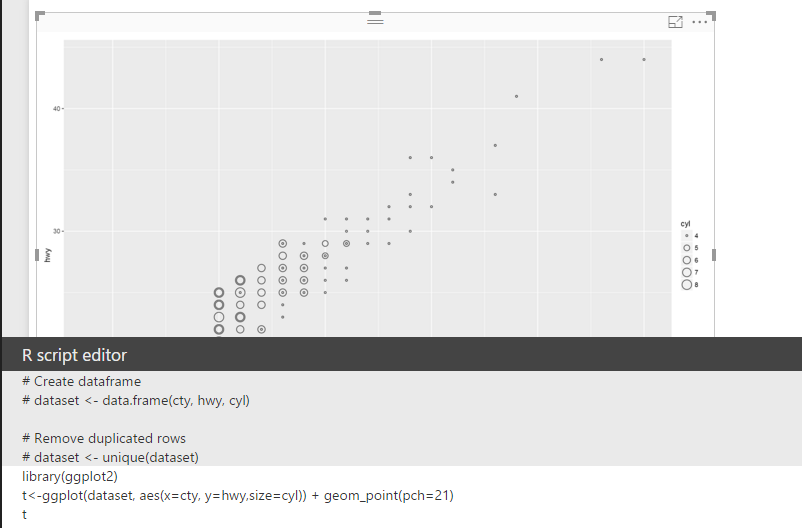 40
30
hwy
cyl
4
5
6
7
8
R script editor
# Create dataframe
# dataset <- data.frame(cty, hwy, cyl)
# Remove duplicated rows
# dataset <- unique(dataset)
library(ggplot2)
t<-ggplot(dataset, aes(x=cty, y=hwy,size=cyl)) + geom_point(pch=21)
t